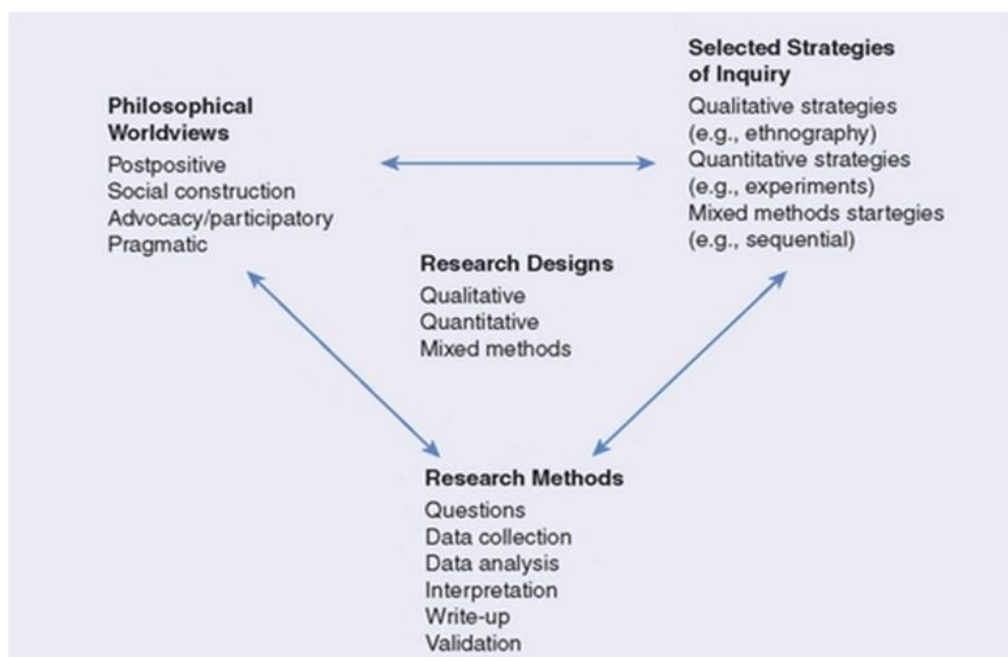 Philosophical
Worldviews
Postpositive
Social construction
Advocacy/participatory
Pragmatic
Selected Strategies
of Inquiry
Qualitative strategies
(e.g., ethnography)
Quantitative strategies
(e.g., experiments)
Mixed methods startegies
(e.g., sequential)
Research Designs
Qualitative
Quantitative
Mixed methods
Research Methods
Questions
Data collection
Data analysis
Interpretation
Write-up
Validation